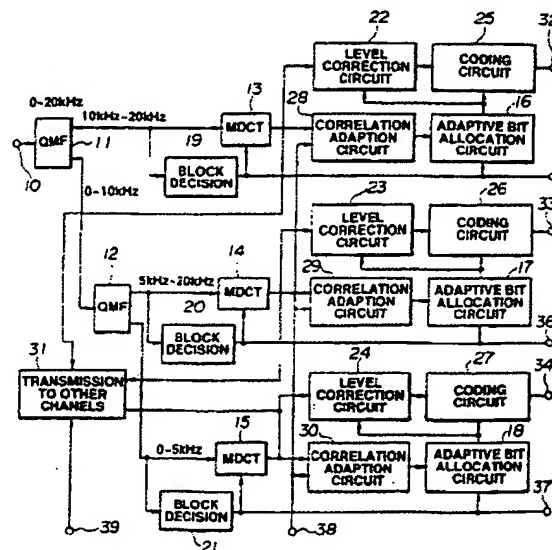 22
25
32
LEVEL CORRECTION CIRCUIT
CODING CIRCUIT
0~20kHz
10kHz~20kHz
13
28
16
QMF
11
19
MDCT
CORRELATION ADAPTION CIRCUIT
ADAPTIVE BIT ALLOCATION CIRCUIT
10
BLOCK DECISION
0~10kHz
23
26
33
LEVEL CORRECTION CIRCUIT
CODING CIRCUIT
12
14
29
17
5kHz~20kHz
QMF
20
MDCT
CORRELATION ADAPTION CIRCUIT
ADAPTIVE BIT ALLOCATION CIRCUIT
31
BLOCK DECISION
36
24
27
34
TRANSMISSION TO OTHER CHANELS
LEVEL CORRECTION CIRCUIT
CODING CIRCUIT
15
30
18
0~5kHz
MDCT
CORRELATION ADAPTION CIRCUIT
ADAPTIVE BIT ALLOCATION CIRCUIT
BLOCK DECISION
37
39
21
38